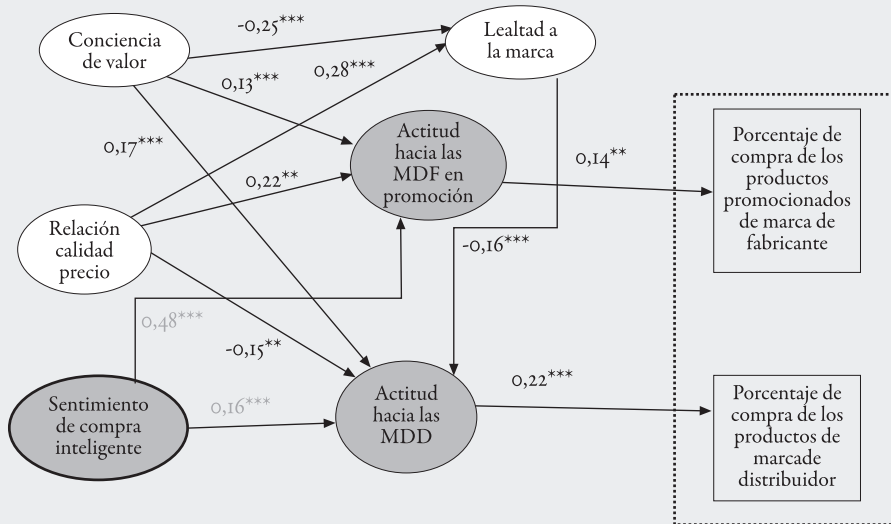 Conciencia
de valor
-0,25***
Lealtad a
la marca
0,13***
0,28***
0,17***
Actitud
hacia las
MDF en
promoción
0,14**
Porcentaje de
compra de los
productos
promocionados
de marca de
fabricante
0,22**
Relación
calidad
precio
-0,16***
0,48***
-0,15**
Sentimiento
de compra
inteligente
0,16***
Actitud
hacia las
MDD
0,22***
Porcentaje de
compra de los
productos de
marcade
distribuidor